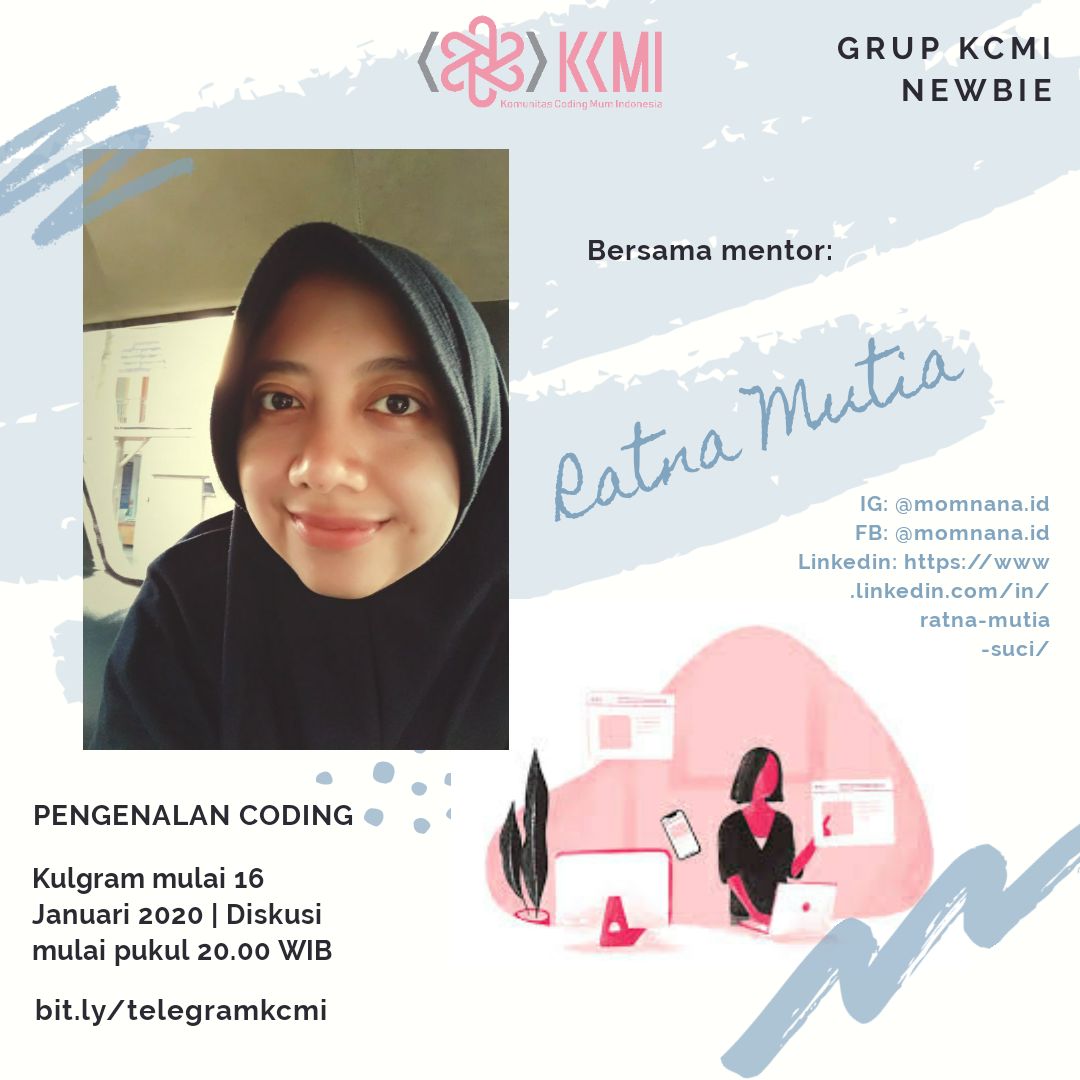 KCMI
Komunitas Coding Mum Indonesia
GRUP KCMI
NEWBIE
Bersama mentor:
Ratna Mutia
IG: @momnana.id
FB: @momnana.id
Linkedin: https://www
.linkedin.com/in/
ratna-mutia
-suci/
PENGENALAN CODING
Kulgram mulai 16
Januari 2020 | Diskusi
mulai pukul 20.00 WIB
bit.ly/telegramkcmi